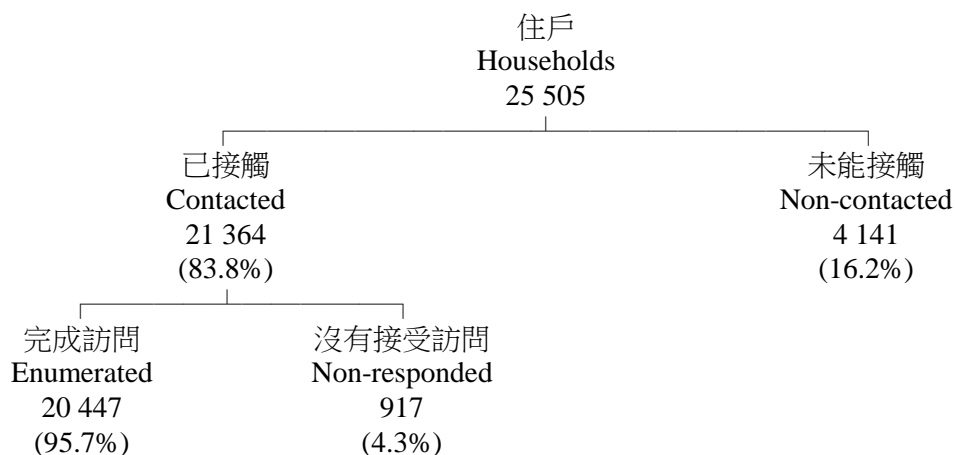 住戶
Households
25 505
已接觸
Contacted
21 364
(83.8%)
未能接觸
Non-contacted
4 141
(16.2%)
完成訪問
Enumerated
20 447
(95.7%)
沒有接受訪問
Non-responded
917
(4.3%)